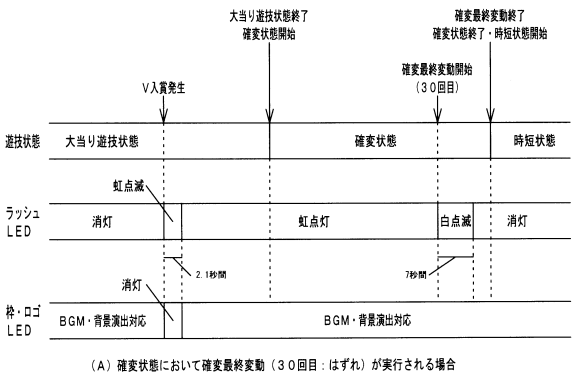 大当り遊技状態終了
確変状態開始
確変最終変動終了
確変状態終了・時短状態開始
V入賞発生
確変最終変動開始
(30回目)
遊技状態
大当り遊技状態
確変状態
時短状態
虹点滅
ラッシュ
LED
消灯
虹点灯
白点滅
消灯
2.1秒間
7秒間
消灯
枠・ロゴ
LED
BGM・背景演出対応
BGM・背景演出対応
(A) 確変状態において確変最終変動(30回目:はずれ)が実行される場合